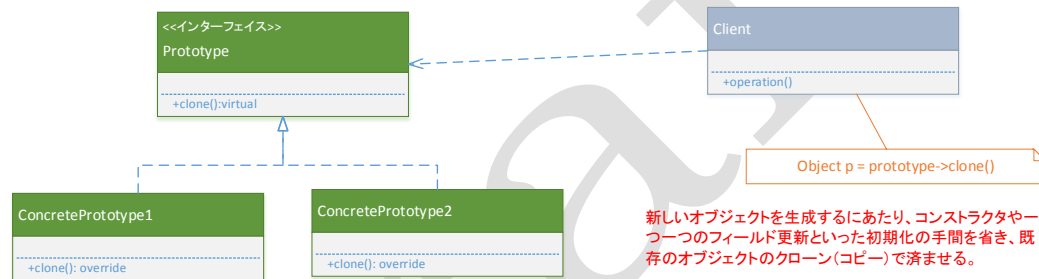 <<インターフェイス>>
Prototype
+clone():virtual
Client
+operation()
Object p = prototype->clone()
ConcretePrototype1
+clone(): override
ConcretePrototype2
+clone(): override
新しいオブジェクトを生成するにあたり、コンストラクタや一
つ一つのフィールド更新といった初期化の手間を省き、既
存のオブジェクトのクローン（コピー）で済ませる。